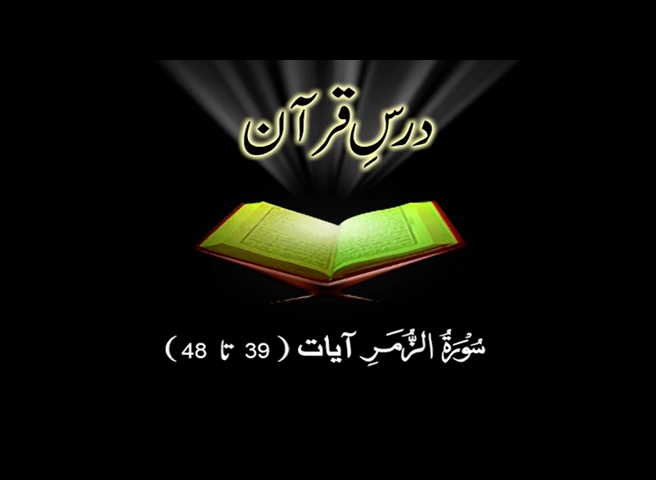 درسِ قرآن
سُوْرَۃُ الزُّمَرِ آیات ( 39 تا 48 )